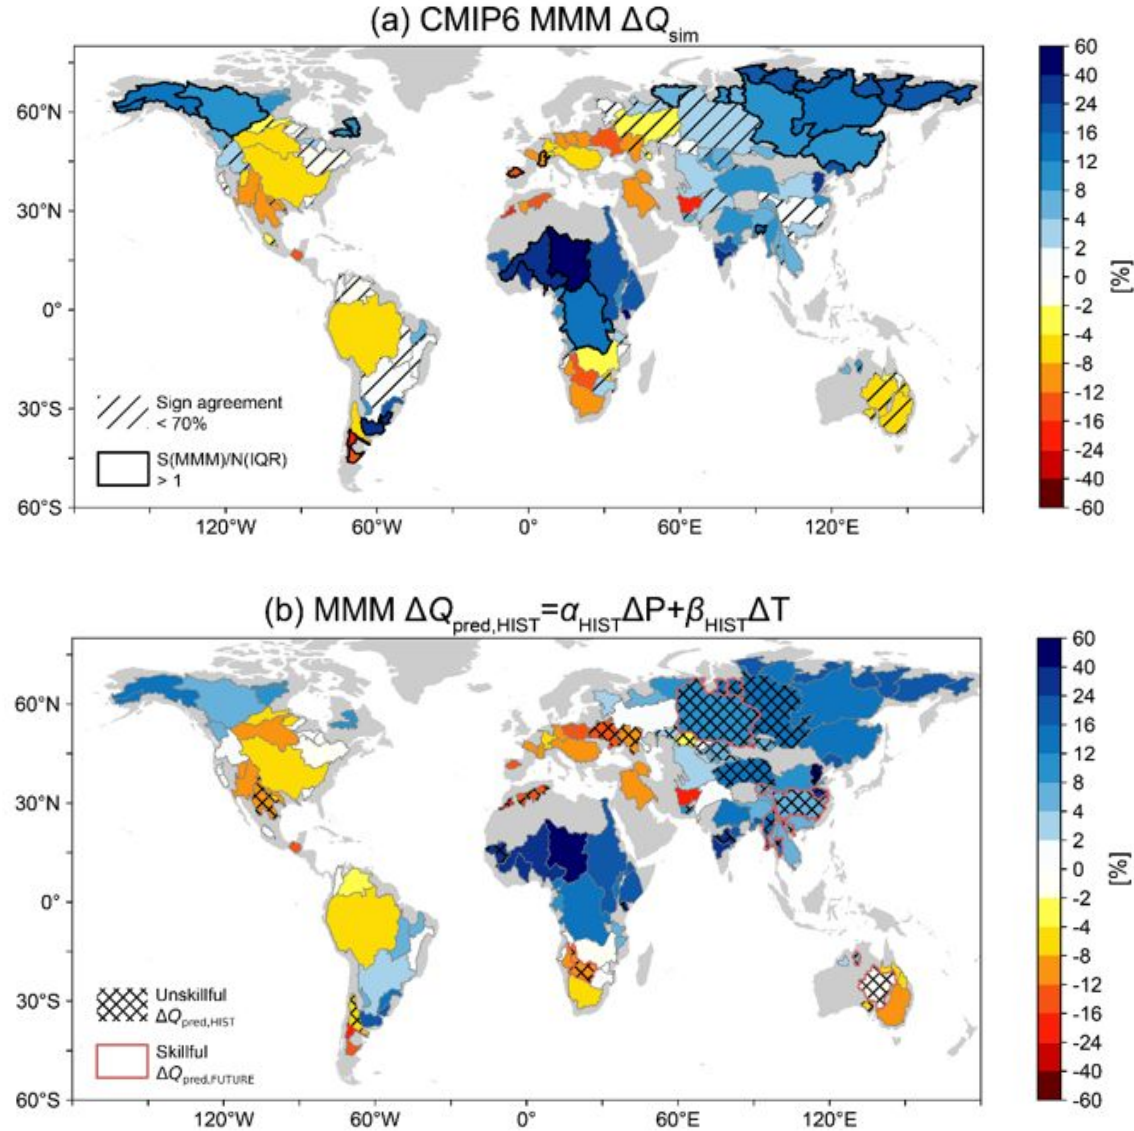 (a) CMIP6 MMM ΔQsim
60°N
30°N
0°
30°S
60°S
120°W
60°W
0°
60°E
120°E
Sign agreement
< 70%
S(MMM)/N(IQR)
> 1
60
40
24
16
12
8
4
2
0
-2
-4
-8
-12
-16
-24
-40
-60
[%]
(b) MMM ΔQpred,HIST=αHISTΔP+βHISTΔT
60°N
30°N
0°
30°S
60°S
120°W
60°W
0°
60°E
120°E
Unskillful
ΔQpred,HIST
Skillful
ΔQpred,FUTURE
60
40
24
16
12
8
4
2
0
-2
-4
-8
-12
-16
-24
-40
-60
[%]